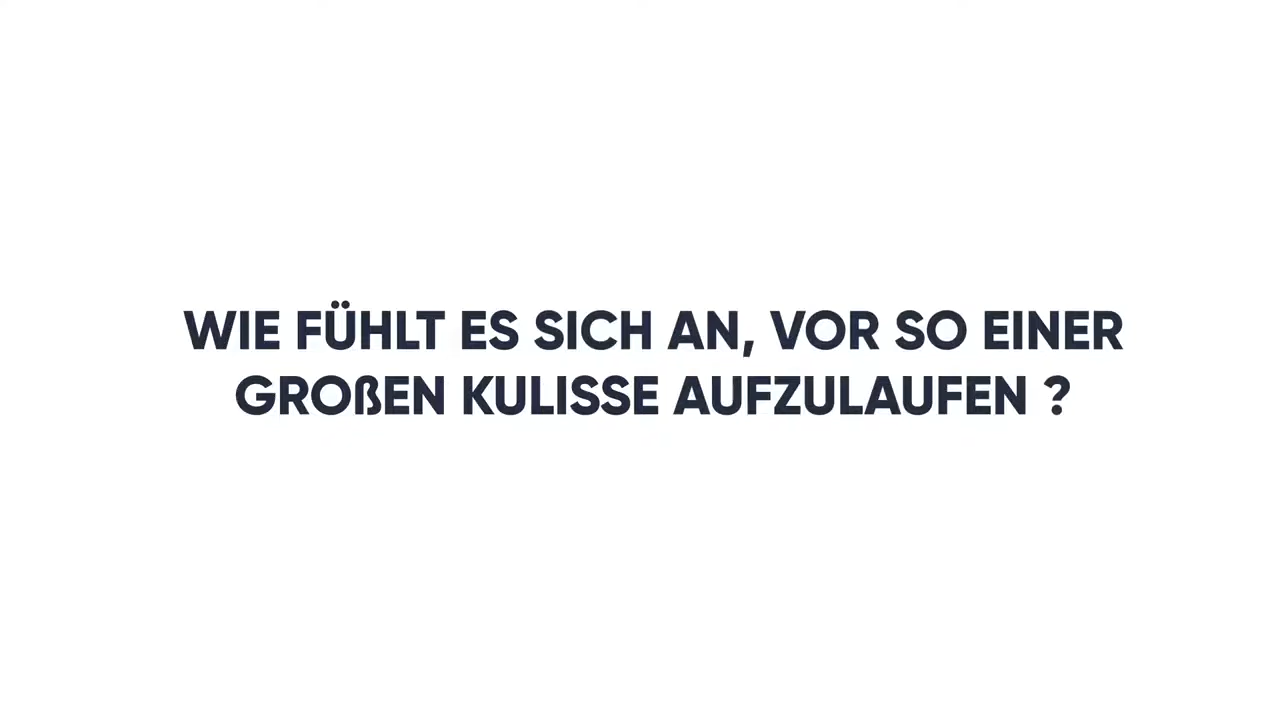 WIE FÜHLT ES SICH AN, VOR SO EINER
GROßEN KULISSE AUFZULAUFEN ?